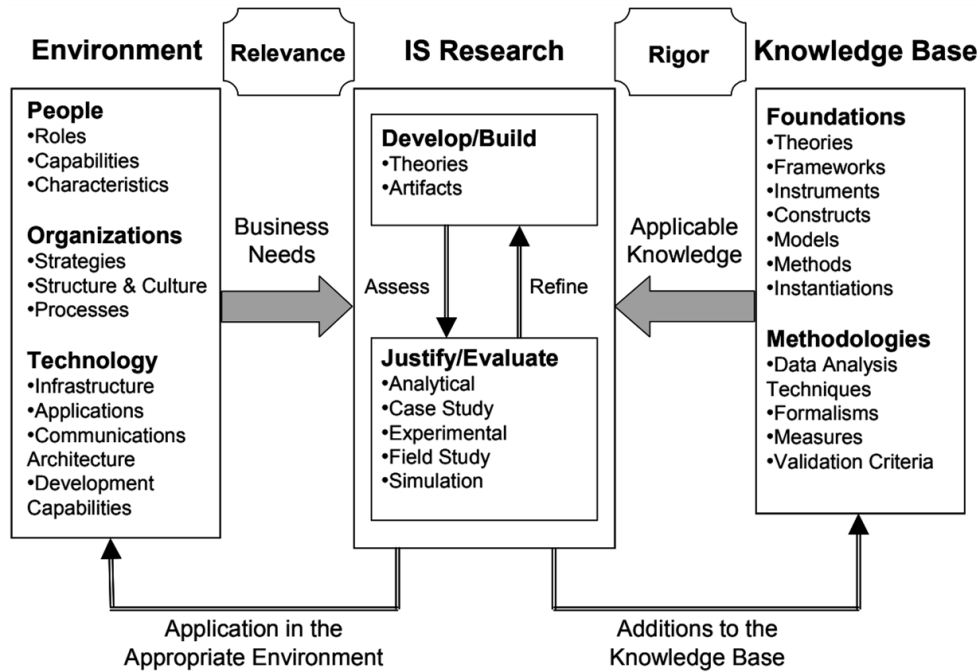 Environment
Relevance
IS Research
Rigor
Knowledge Base
People
•Roles
•Capabilities
•Characteristics
Organizations
•Strategies
•Structure & Culture
•Processes
Technology
•Infrastructure
•Applications
•Communications
Architecture
•Development
Capabilities
Business
Needs
Develop/Build
•Theories
•Artifacts
Assess
Refine
Justify/Evaluate
•Analytical
•Case Study
•Experimental
•Field Study
•Simulation
Applicable
Knowledge
Foundations
•Theories
•Frameworks
•Instruments
•Constructs
•Models
•Methods
•Instantiations
Methodologies
•Data Analysis
Techniques
•Formalisms
•Measures
•Validation Criteria
Application in the
Appropriate Environment
Additions to the
Knowledge Base